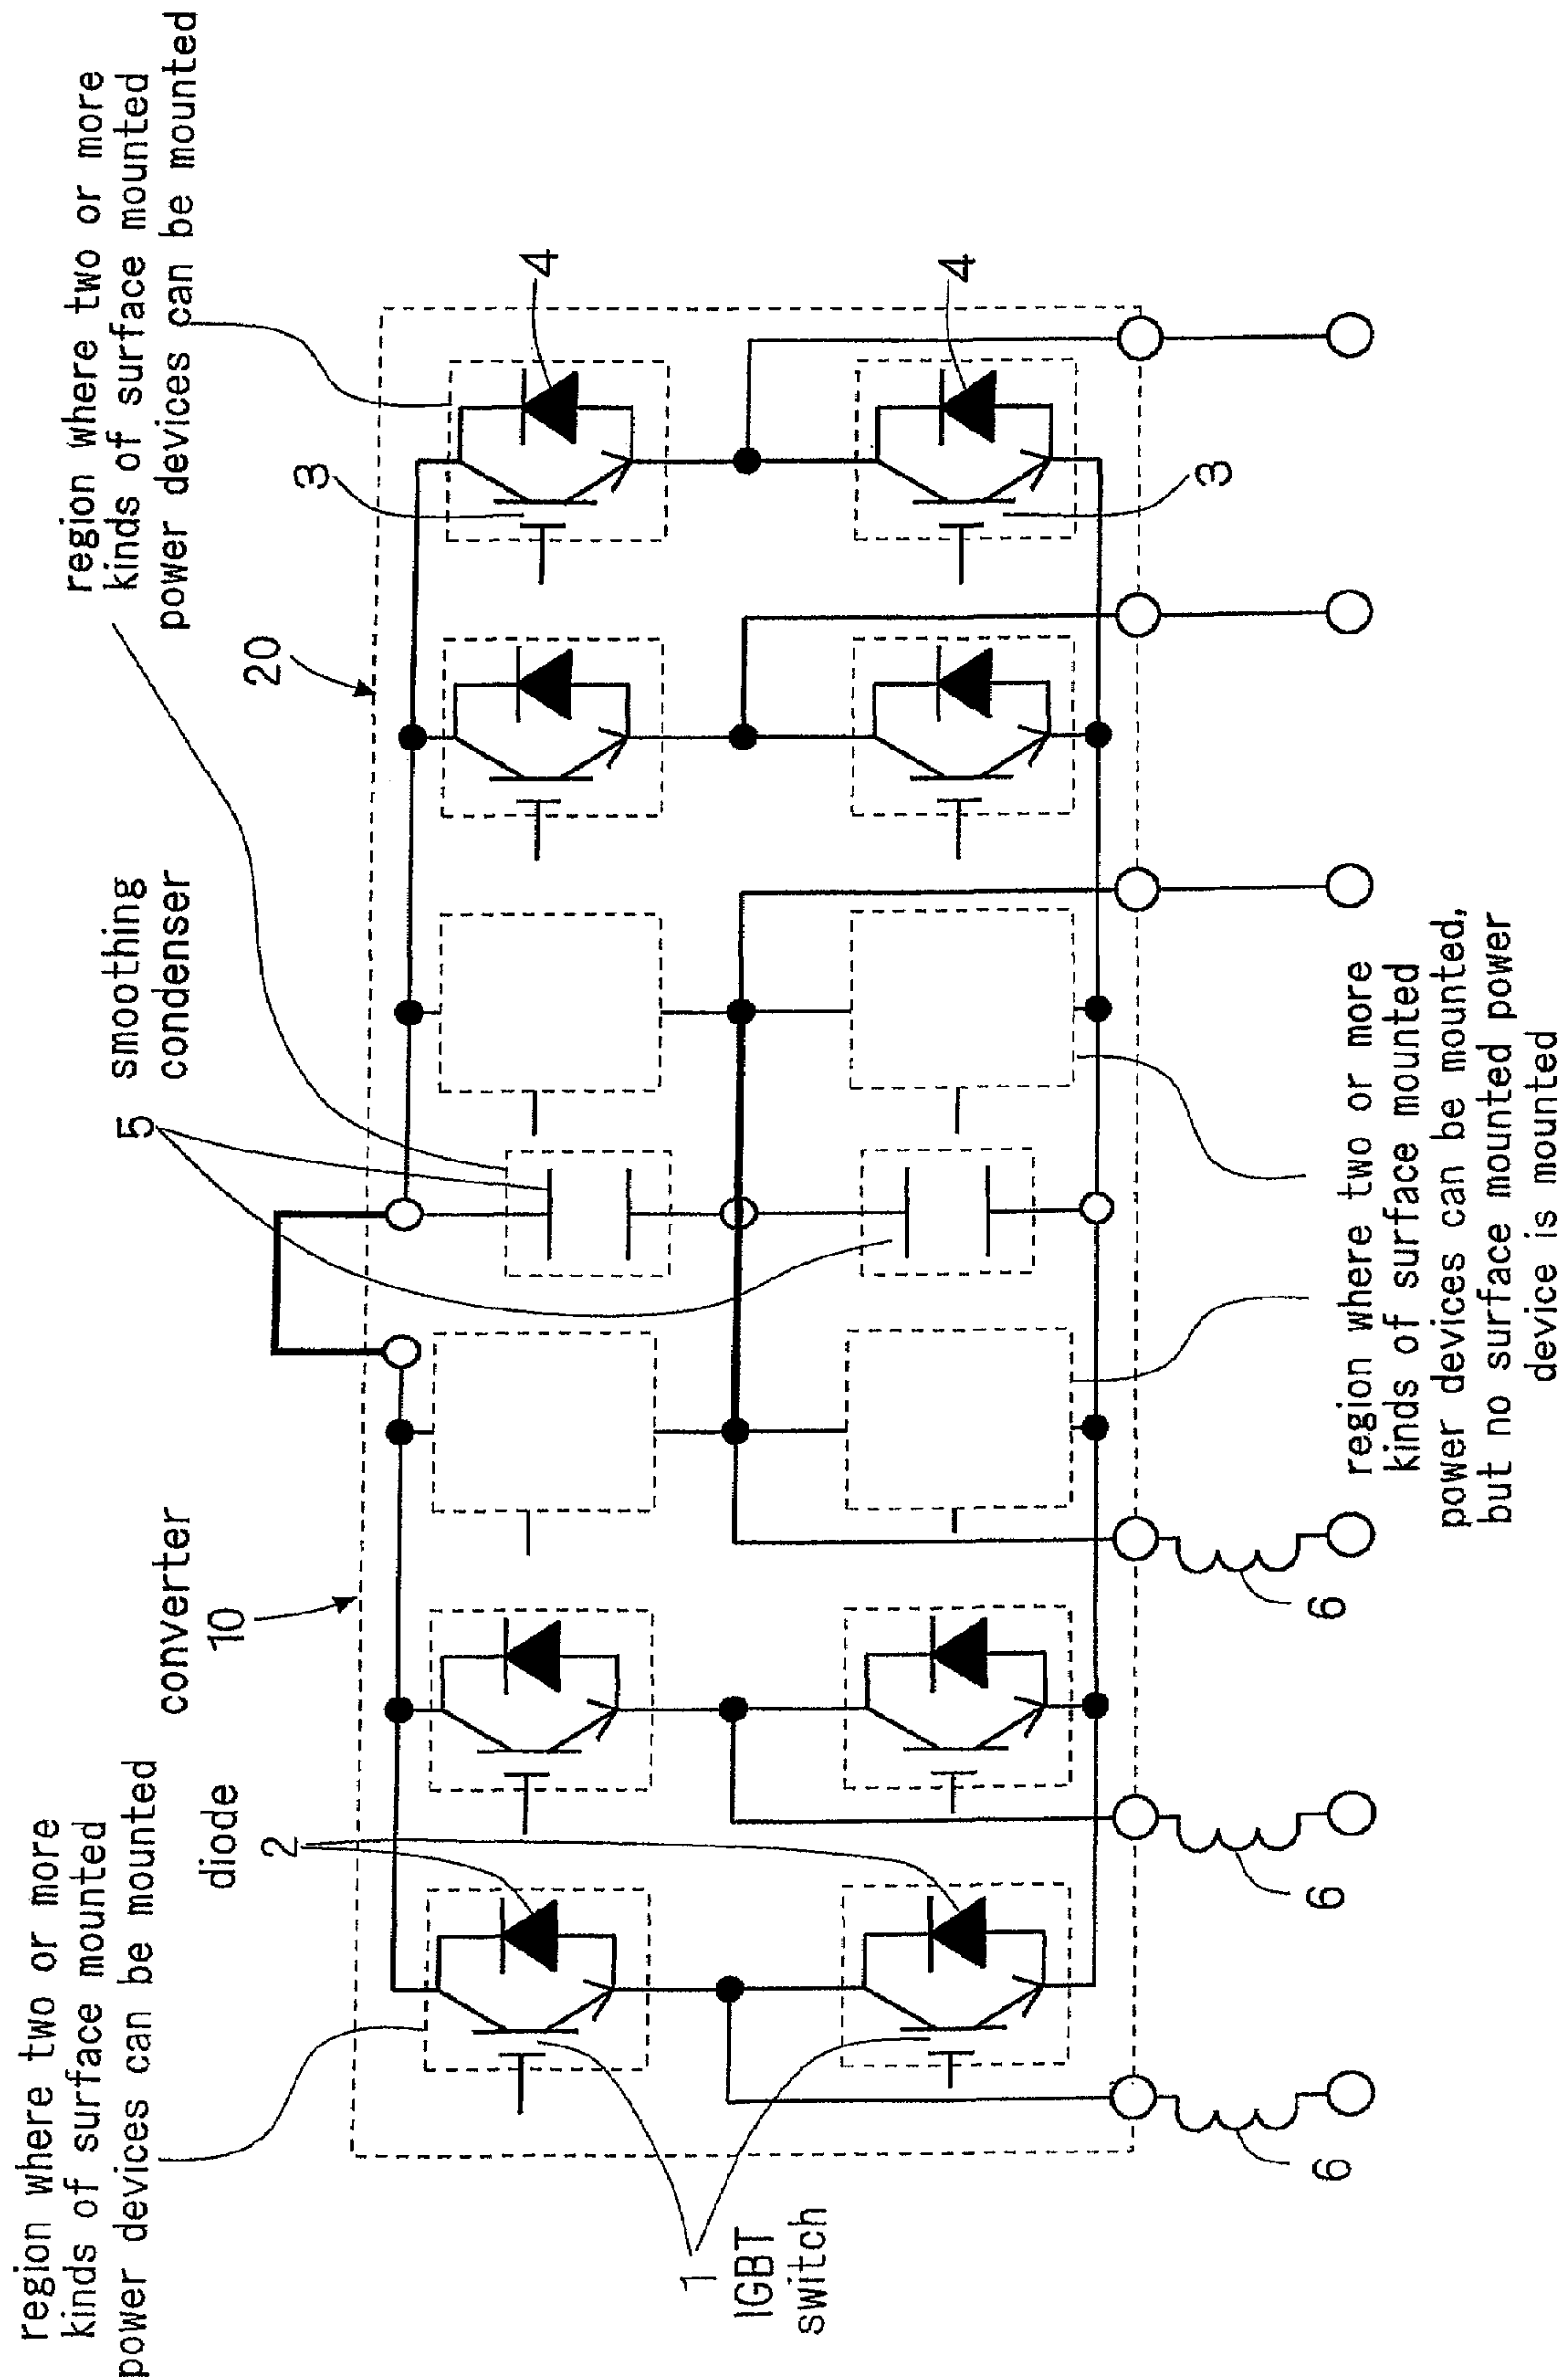 region where two or more
kinds of surface mounted
power devices can be mounted
diode
2
converter
10
5
smoothing
condenser
20
region where two or more
kinds of surface mounted
power devices can be mounted
3
4
4
3
1
IGBT
switch
6
6
6
region where two or more
kinds of surface mounted
power devices can be mounted,
but no surface mounted power
device is mounted